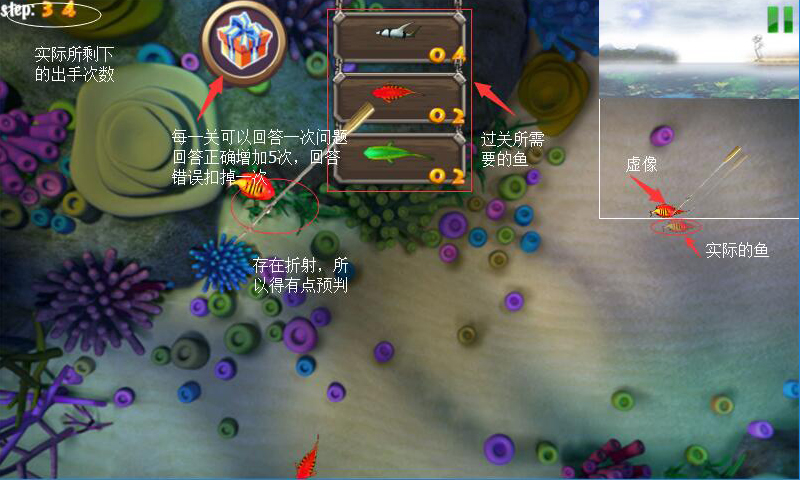 step: 3 4
实际所剩下
的出手次数
每一关可以回答一次问题
回答正确增加5次，回答
错误扣掉一次
0 4
0 2
0 2
过关所需
要的鱼
虚像
实际的鱼
存在折射，所
以得有点预判